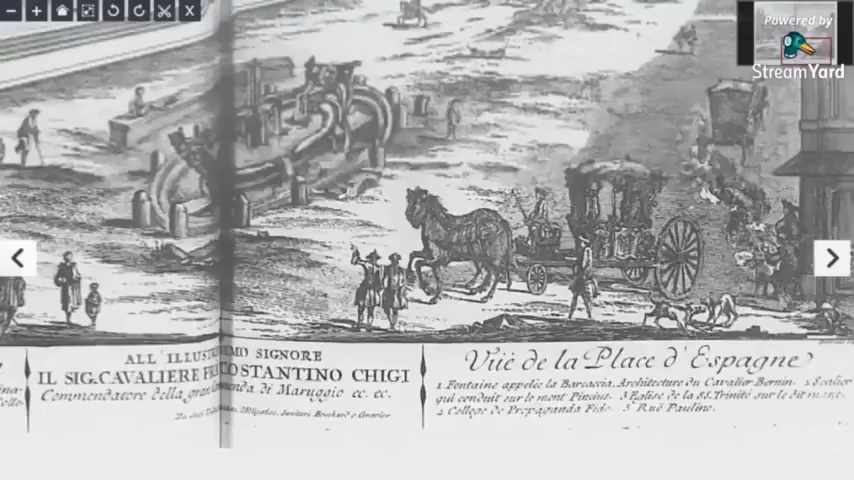 Powered by
StreamYard
ALL' ILLUSTRISSIMO SIGNORE
IL SIG. CAVALIERE FRA COSTANTINO CHIGI
Commendatore della gran Commenda di Maruggio ec. ec.
Vüe de la Place d'Espagne
1 Fontaine appelée la Barcaccia, Architecture du Cavalier Bernin. 2 Scalier
qui conduit sur le mont Pincius. 3 Eglise de la SS. Trinité sur le dit mont.
4 College de Propaganda Fide. 5 Ruë Pauline.